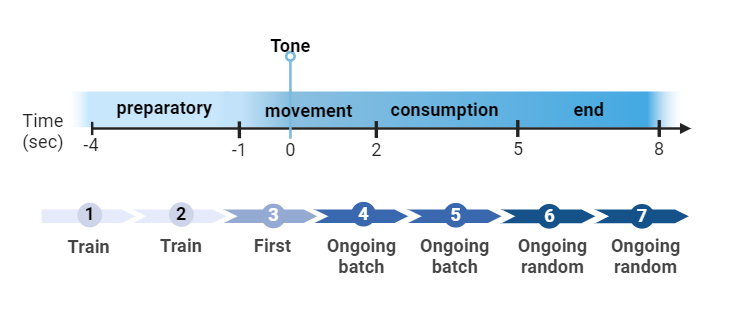 Tone
preparatory movement consumption end
Time
(sec)
-4 -1 0 2 5 8
1 2 3 4 5 6 7
Train Train First Ongoing Ongoing Ongoing Ongoing
batch batch random random